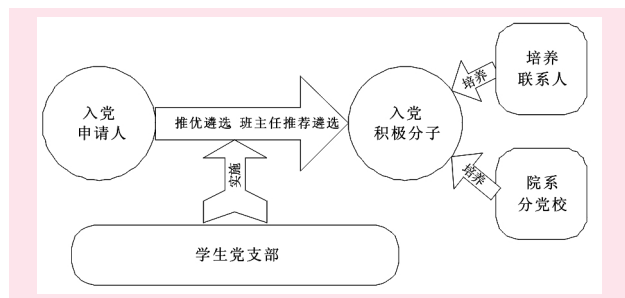 入党
申请人
推优遴选 班主任推荐遴选
实施
学生党支部
入党
积极分子
培养
培养
联系人
培养
院系
分党校